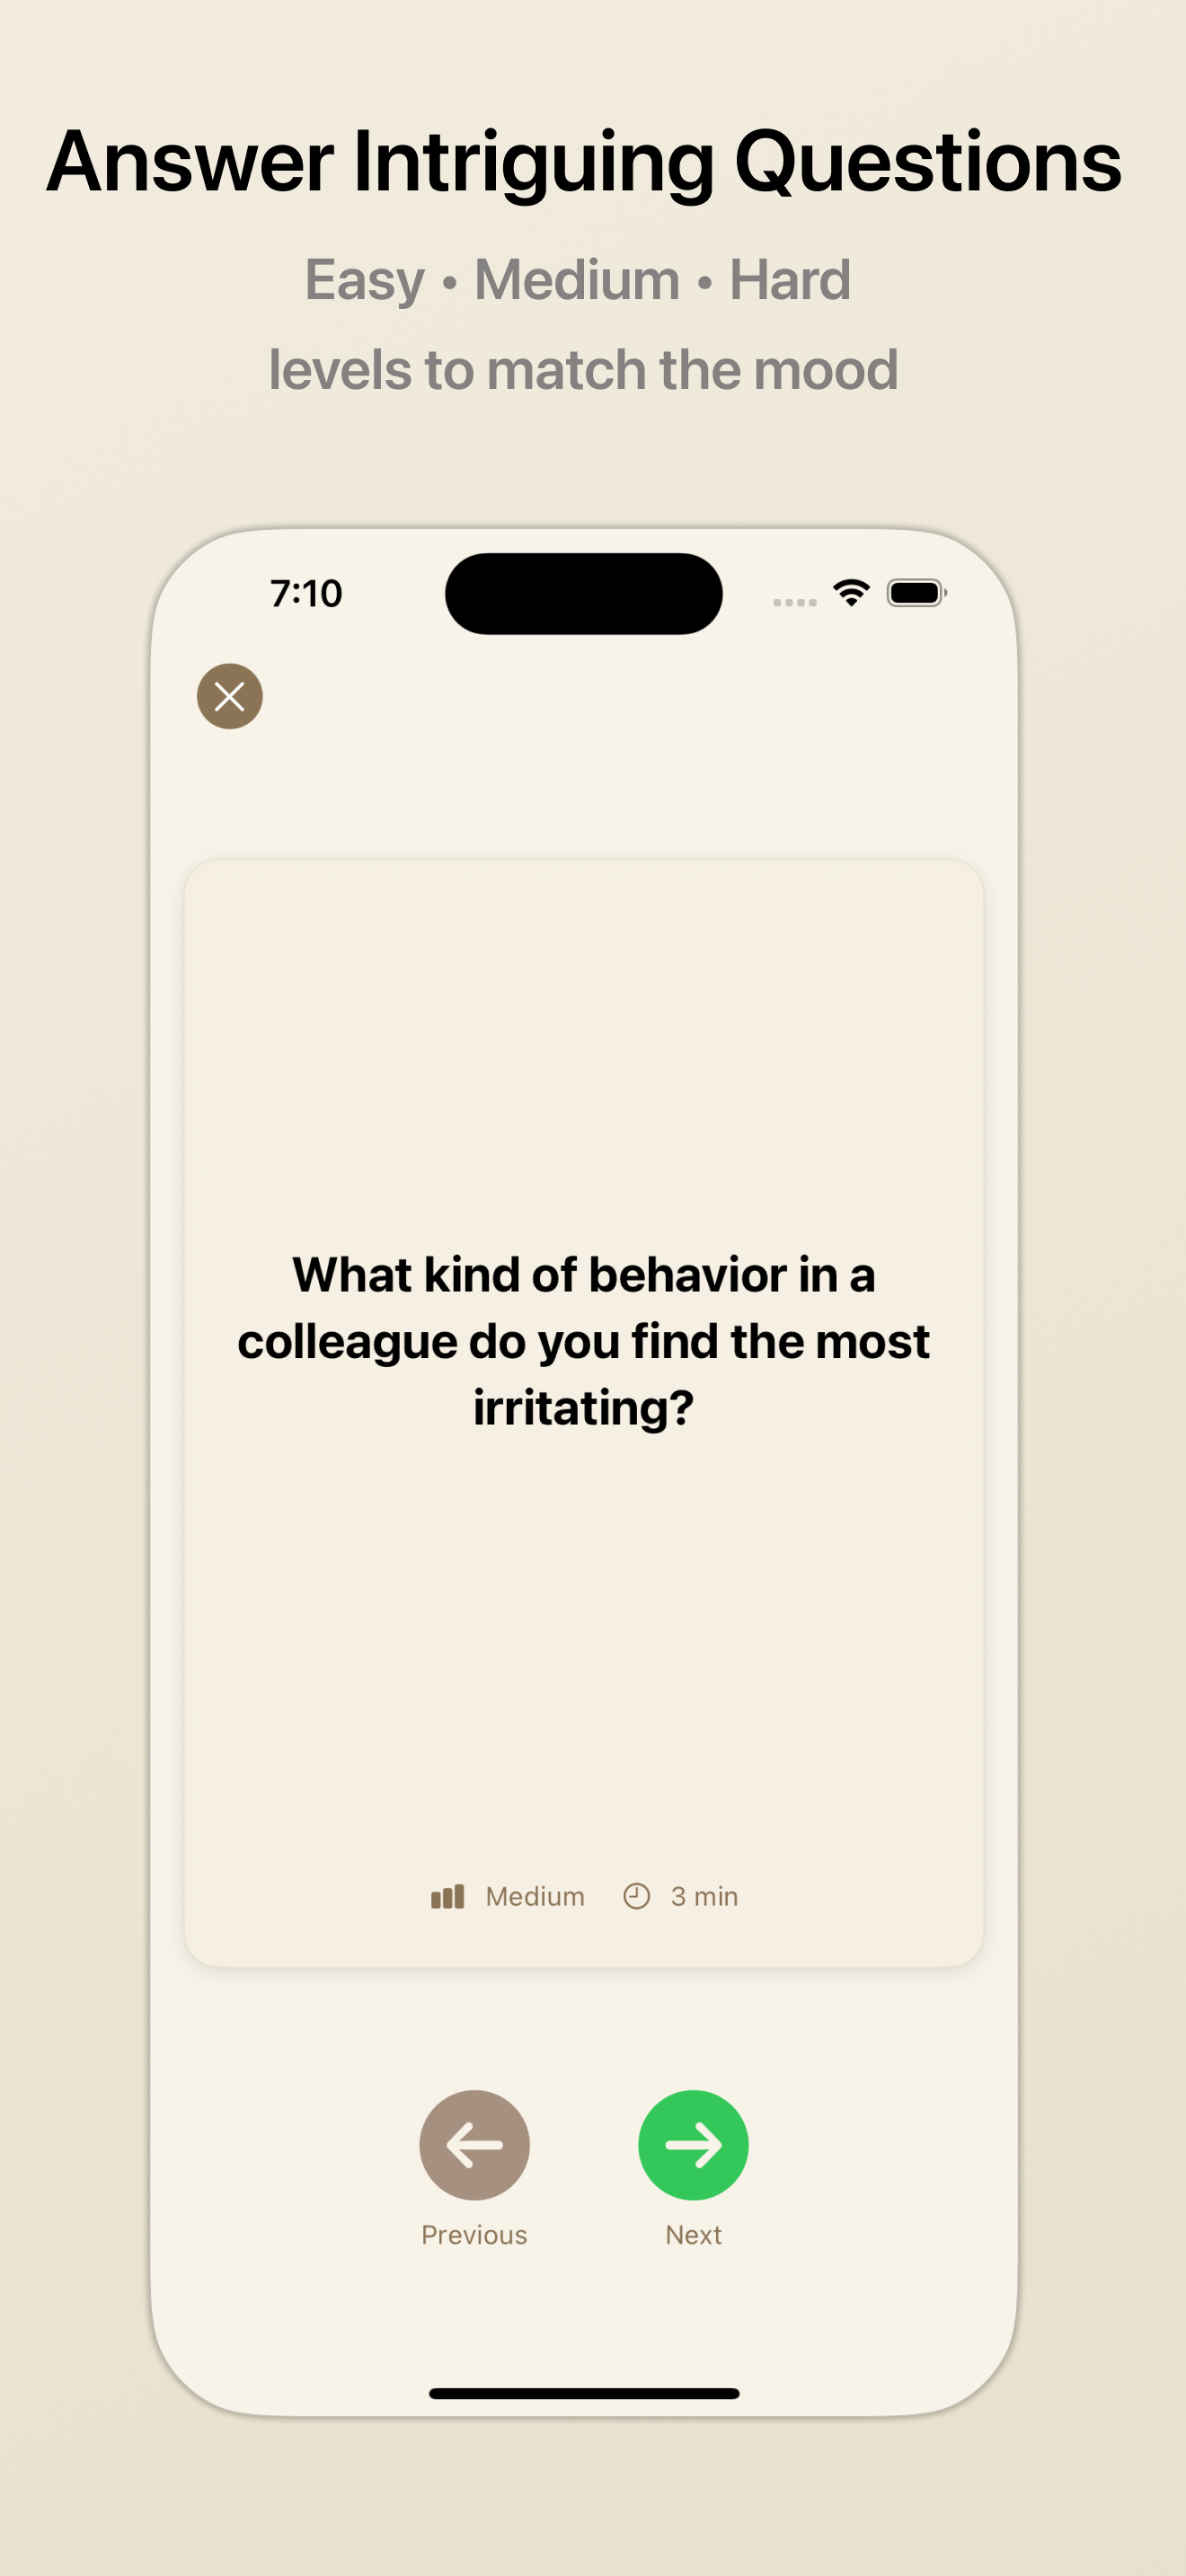 Answer Intriguing Questions
Easy • Medium • Hard
levels to match the mood
7:10
What kind of behavior in a
colleague do you find the most
irritating?
Medium 3 min
Previous Next